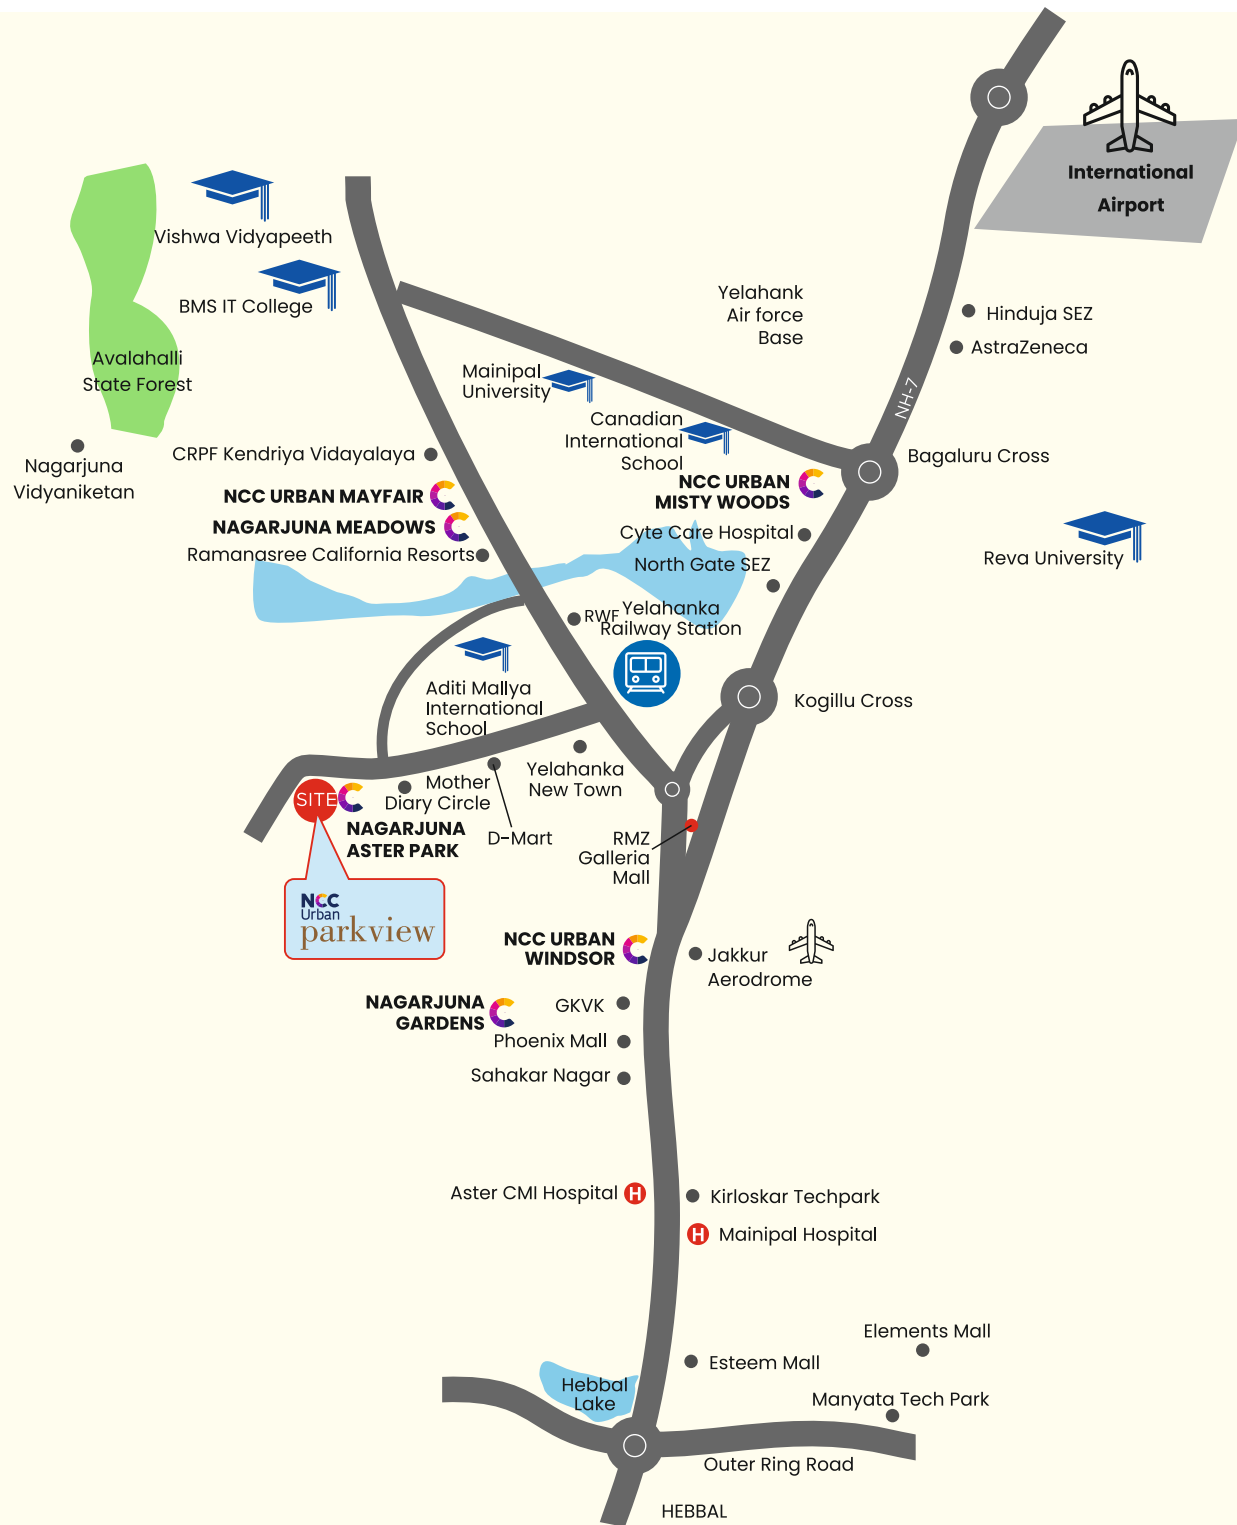 International
Airport
Vishwa Vidyapeeth
BMS IT College
Yelahank
Air force
Base
Hinduja SEZ
AstraZeneca
Avalahalli
State Forest
Mainipal
University
NH-7
Canadian
International
School
Nagarjuna
Vidyaniketan
CRPF Kendriya Vidayalaya
Bagaluru Cross
NCC URBAN MAYFAIR
NCC URBAN
MISTY WOODS
NAGARJUNA MEADOWS
Cyte Care Hospital
Ramanasree California Resorts
North Gate SEZ
Reva University
RWF
Yelahanka
Railway Station
Aditi Mallya
International
School
Kogillu Cross
Yelahanka
New Town
Mother
Diary Circle
SITE
NAGARJUNA
ASTER PARK
D-Mart
RMZ
Galleria
Mall
NCC
Urban
parkview
NCC URBAN
WINDSOR
Jakkur
Aerodrome
NAGARJUNA
GARDENS
GKVK
Phoenix Mall
Sahakar Nagar
Aster CMI Hospital
H
Kirloskar Techpark
H
Mainipal Hospital
Elements Mall
Esteem Mall
Hebbal
Lake
Manyata Tech Park
Outer Ring Road
HEBBAL